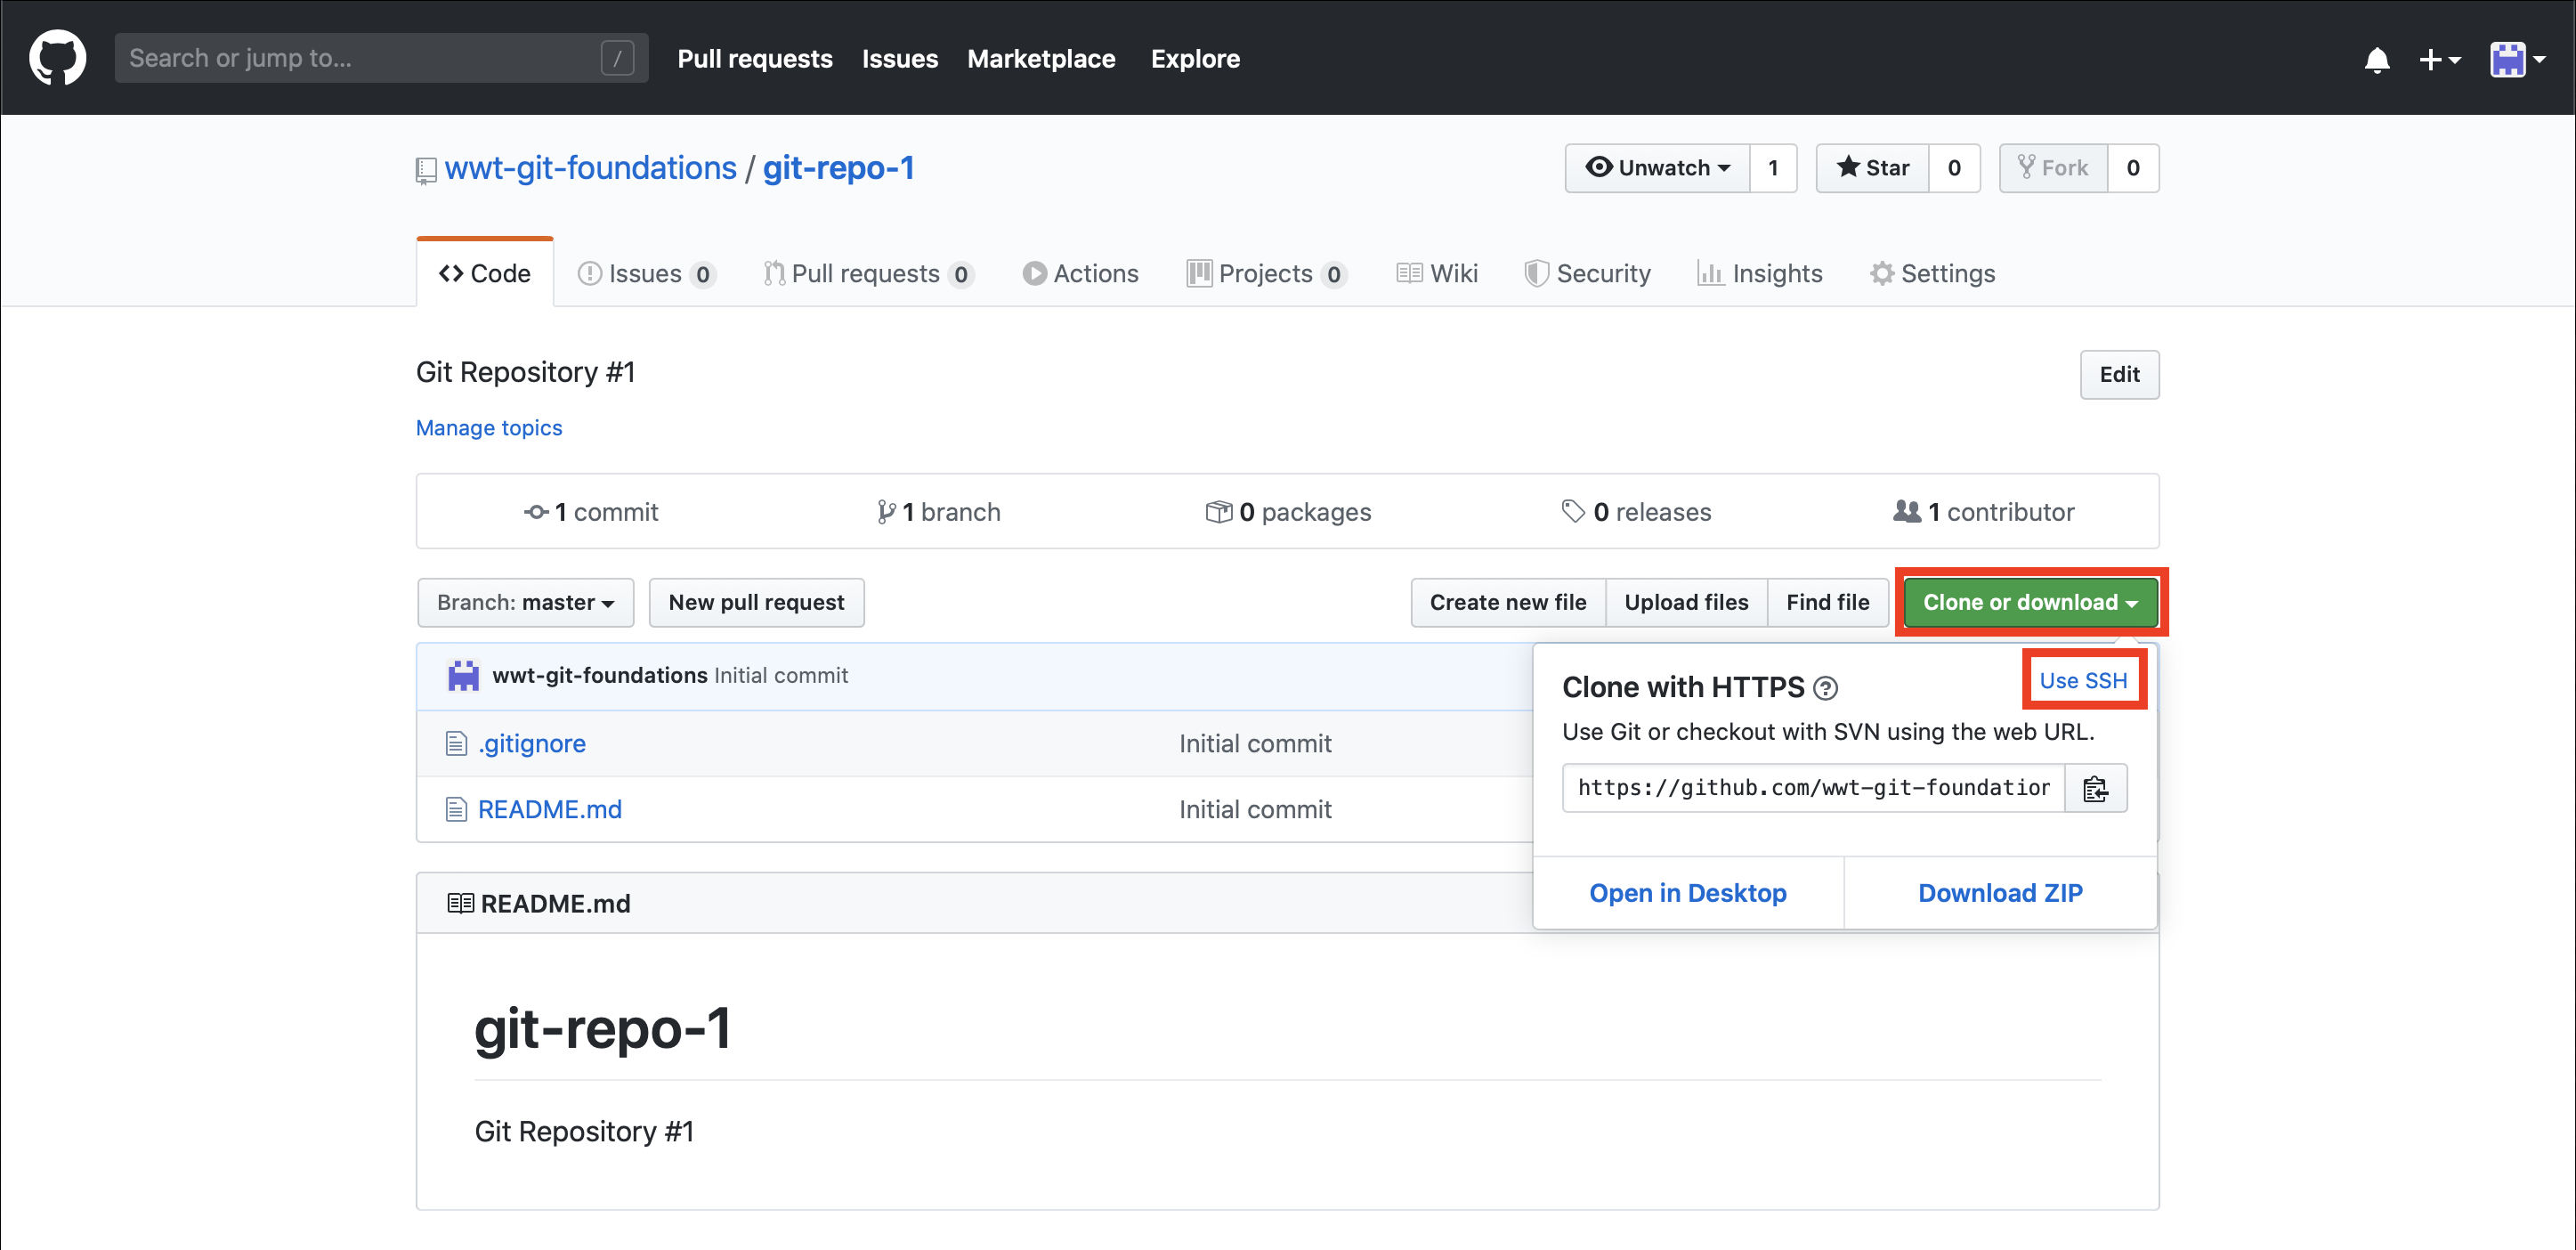 Search or jump to... /
Pull requests Issues Marketplace Explore
wwt-git-foundations / git-repo-1
Unwatch 1 Star 0 Fork 0
Code Issues 0 Pull requests 0 Actions Projects 0 Wiki Security Insights Settings
Git Repository #1
Edit
Manage topics
1 commit 1 branch 0 packages 0 releases 1 contributor
Branch: master New pull request Create new file Upload files Find file Clone or download
wwt-git-foundations Initial commit
.gitignore Initial commit
README.md Initial commit
Clone with HTTPS ? Use SSH
Use Git or checkout with SVN using the web URL.
https://github.com/wwt-git-foundation
Open in Desktop Download ZIP
README.md
git-repo-1
Git Repository #1